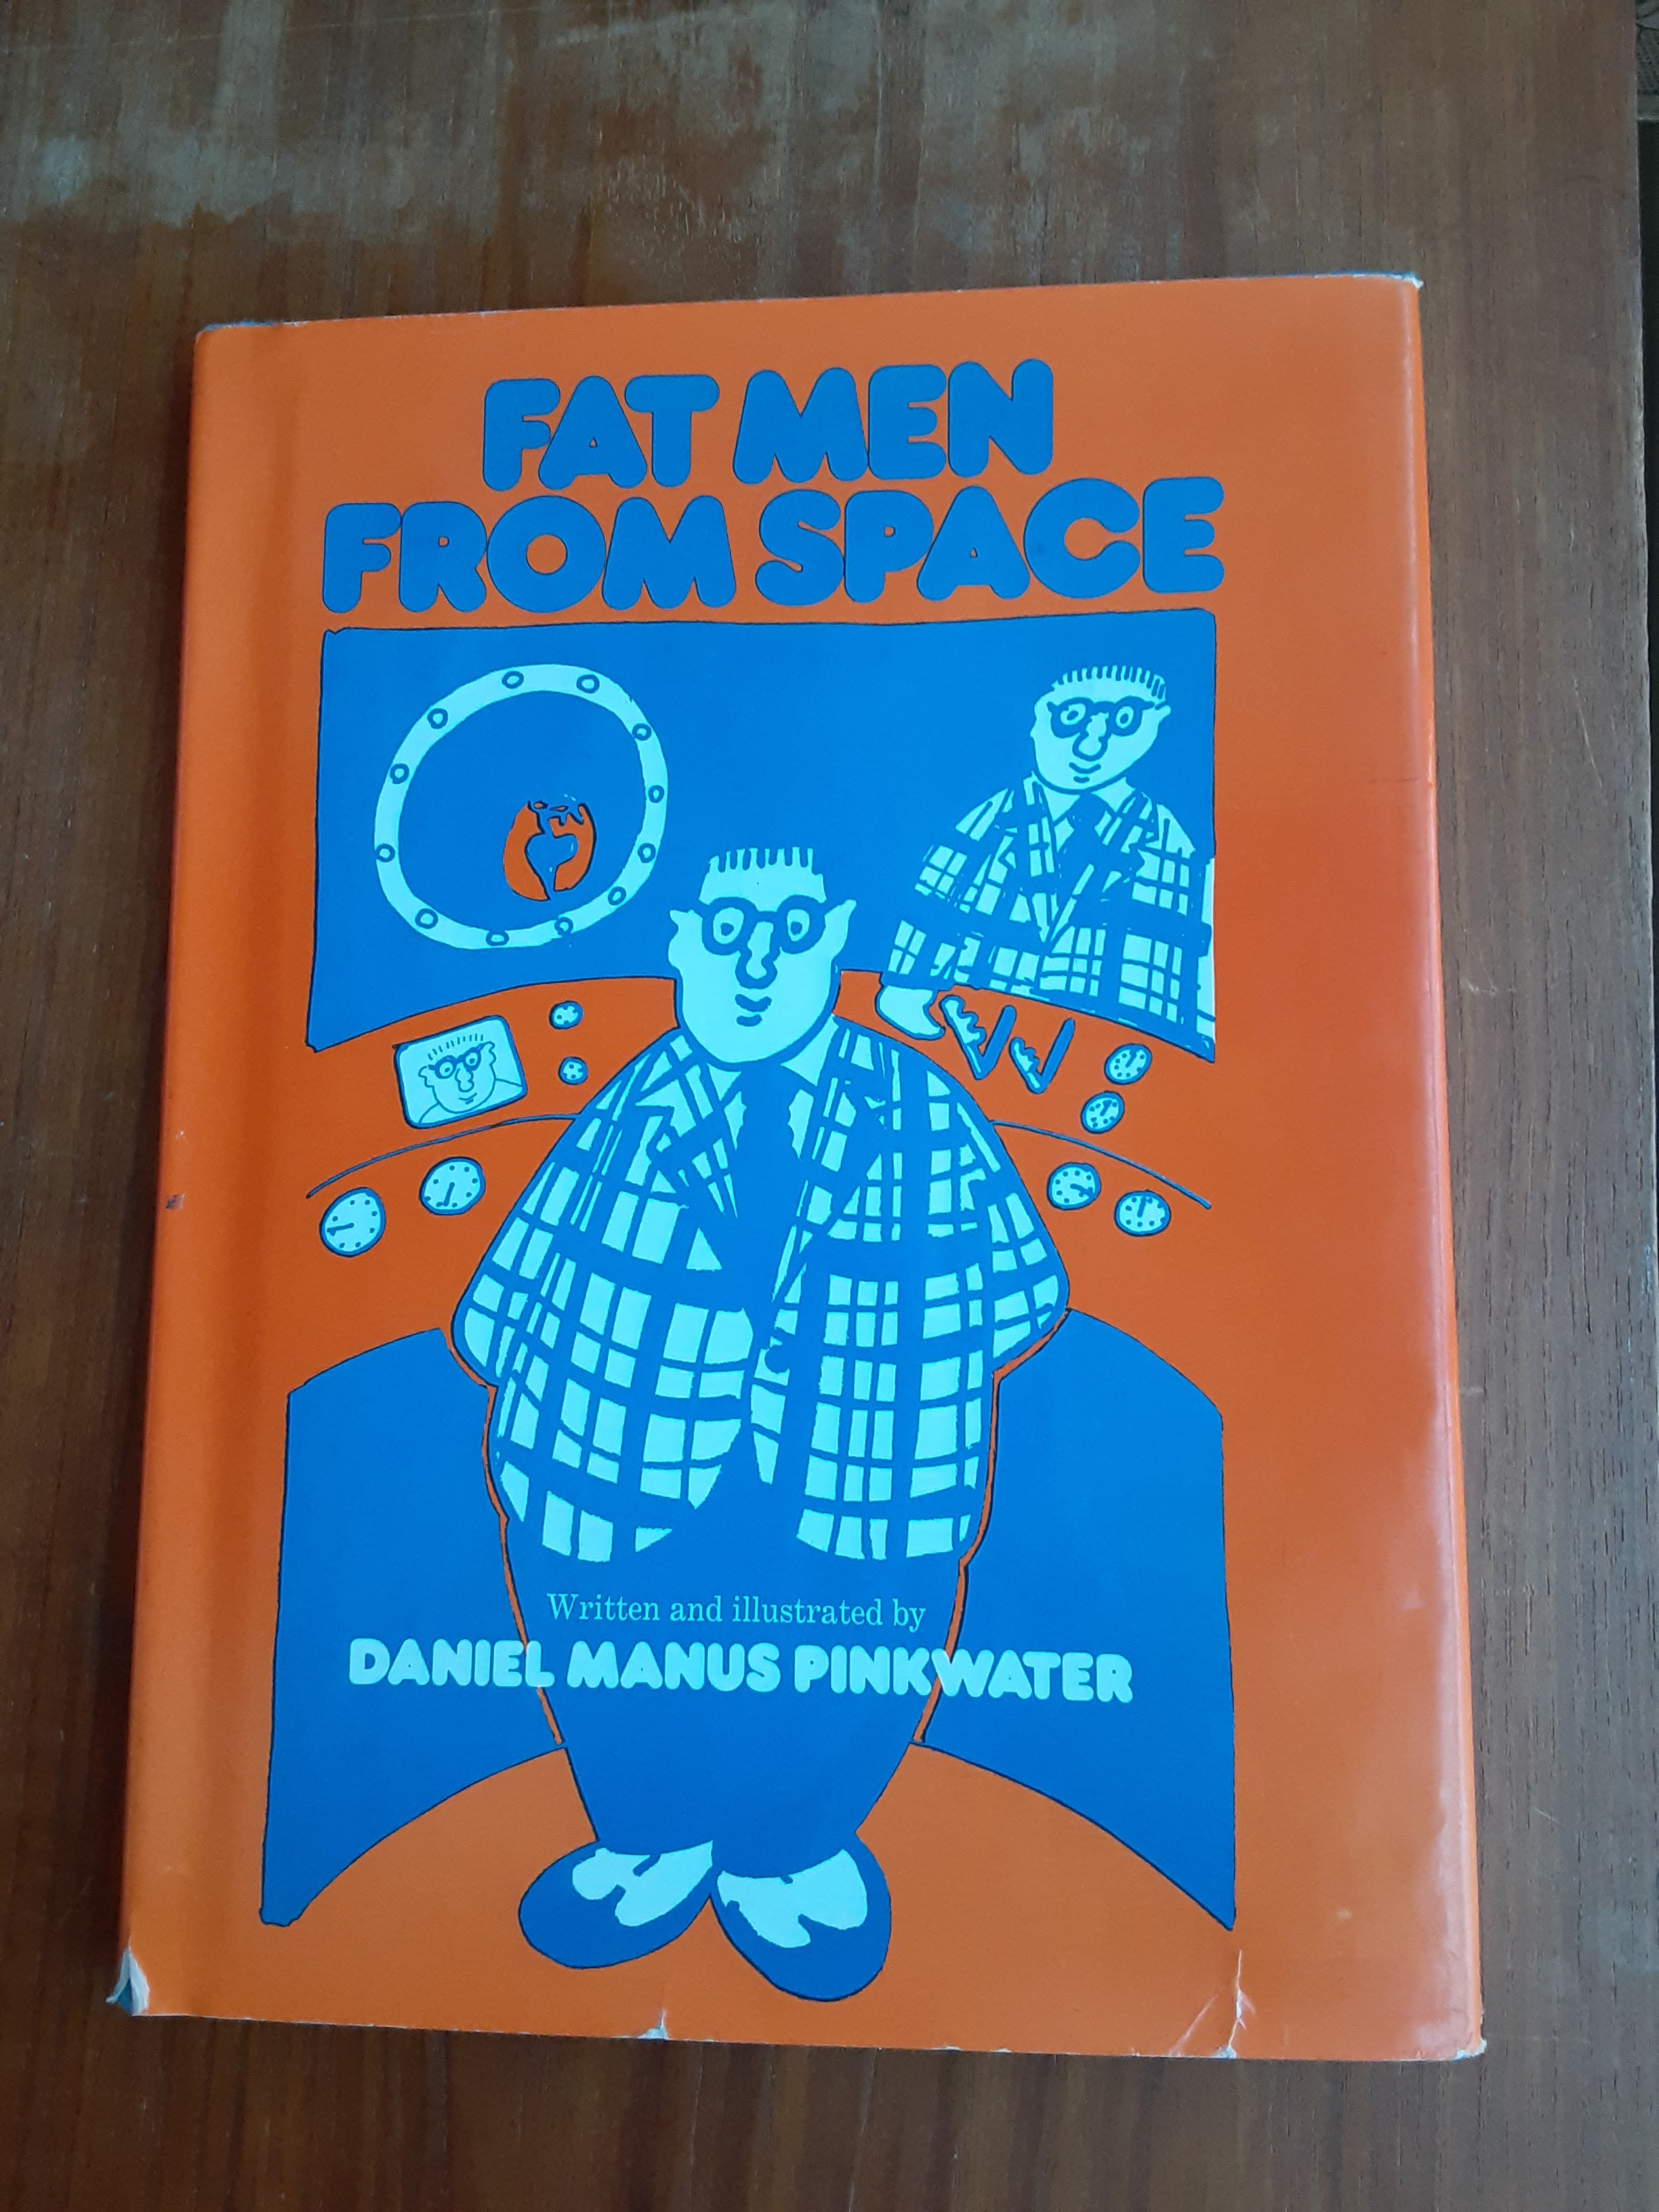 FAT MEN
FROM SPACE
Written and illustrated by
DANIEL MANUS PINKWATER